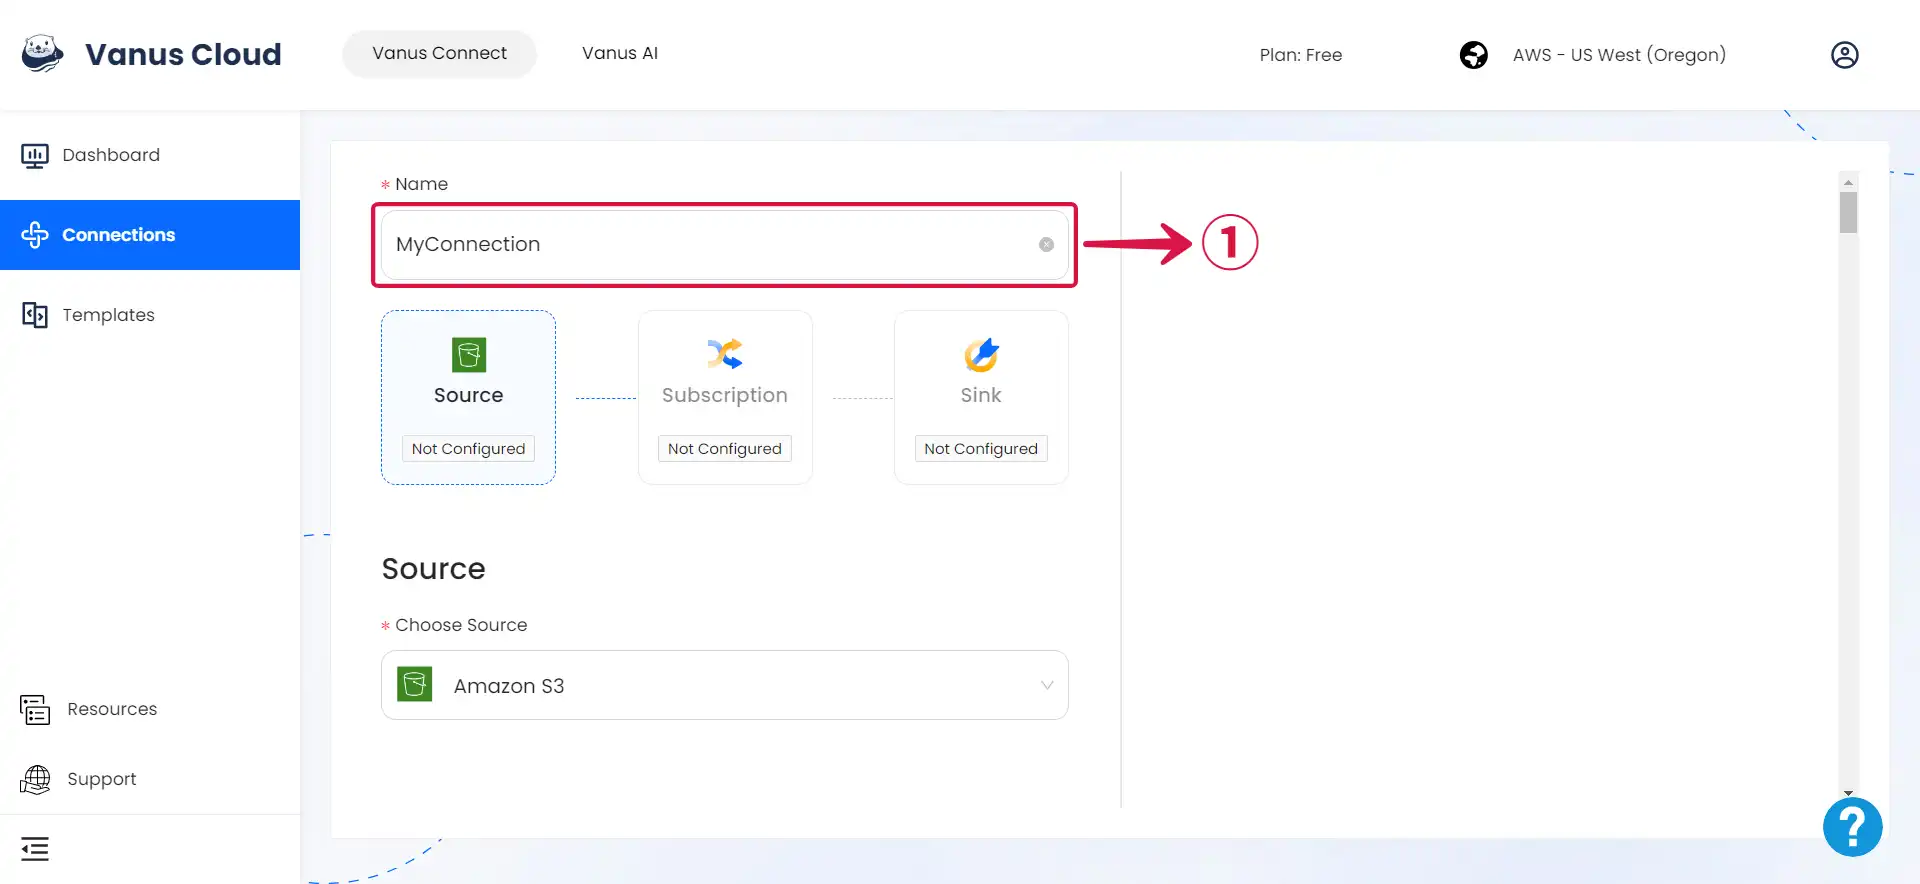 Vanus Cloud
Vanus Connect
Vanus AI
Plan: Free
AWS - US West (Oregon)
Dashboard
Connections
Templates
Resources
Support
* Name
MyConnection
1
Source
Not Configured
Subscription
Not Configured
Sink
Not Configured
Source
* Choose Source
Amazon S3
?